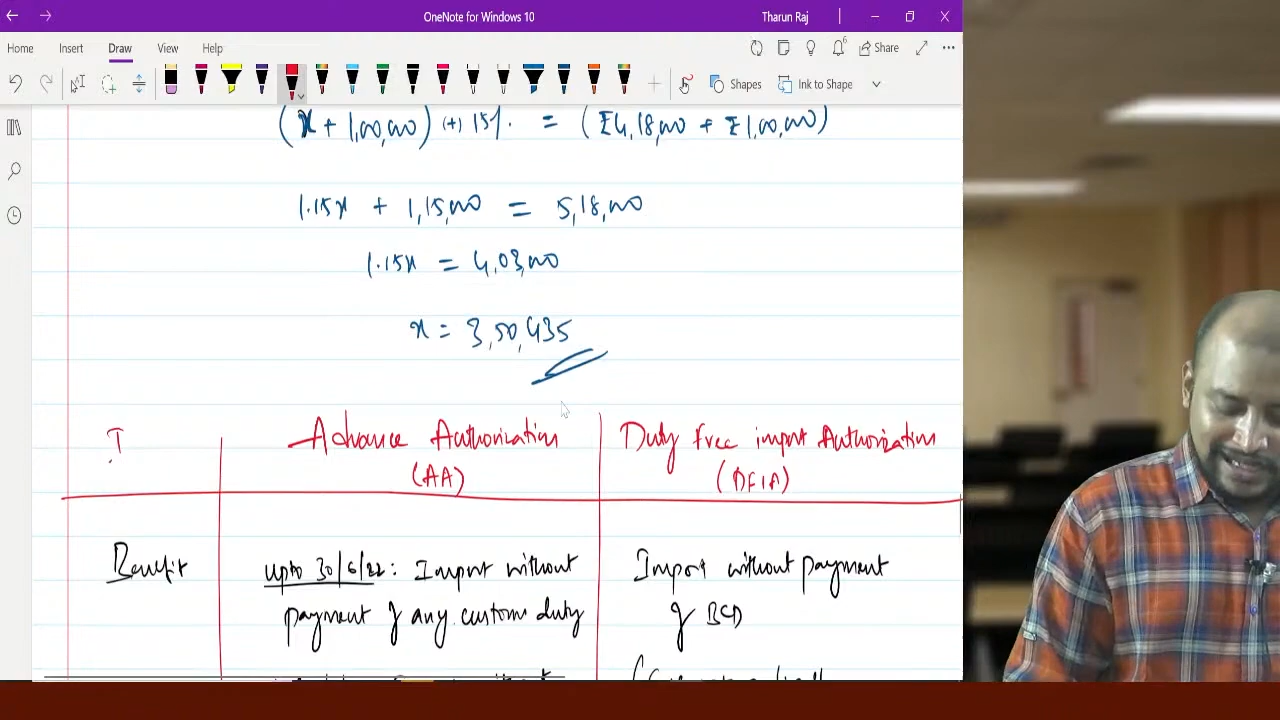 OneNote for Windows 10
Tharun Raj
Home Insert Draw View Help
6
Share
Shapes
Ink to Shape
(x + 1,00,000) (+) 15%. = (₹4,18,000 + ₹1,00,000)
1.15x + 1,15,000 = 5,18,000
1.15x = 4,03,000
x = 3,50,435
I
Advance Authorization
(AA)
Duty free import Authorization
(DFIA)
Benefit
upto 30/6/22: Import without
payment of any custom duty
Import without payment
of BCD